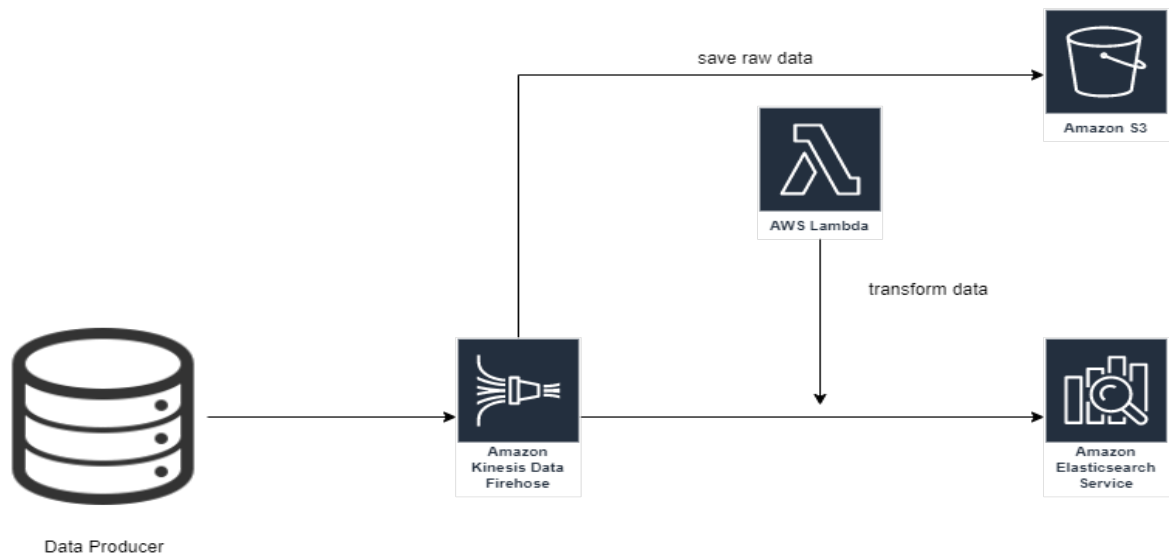 save raw data
Amazon S3
AWS Lambda
transform data
Amazon
Kinesis Data
Firehose
Amazon
Elasticsearch
Service
Data Producer